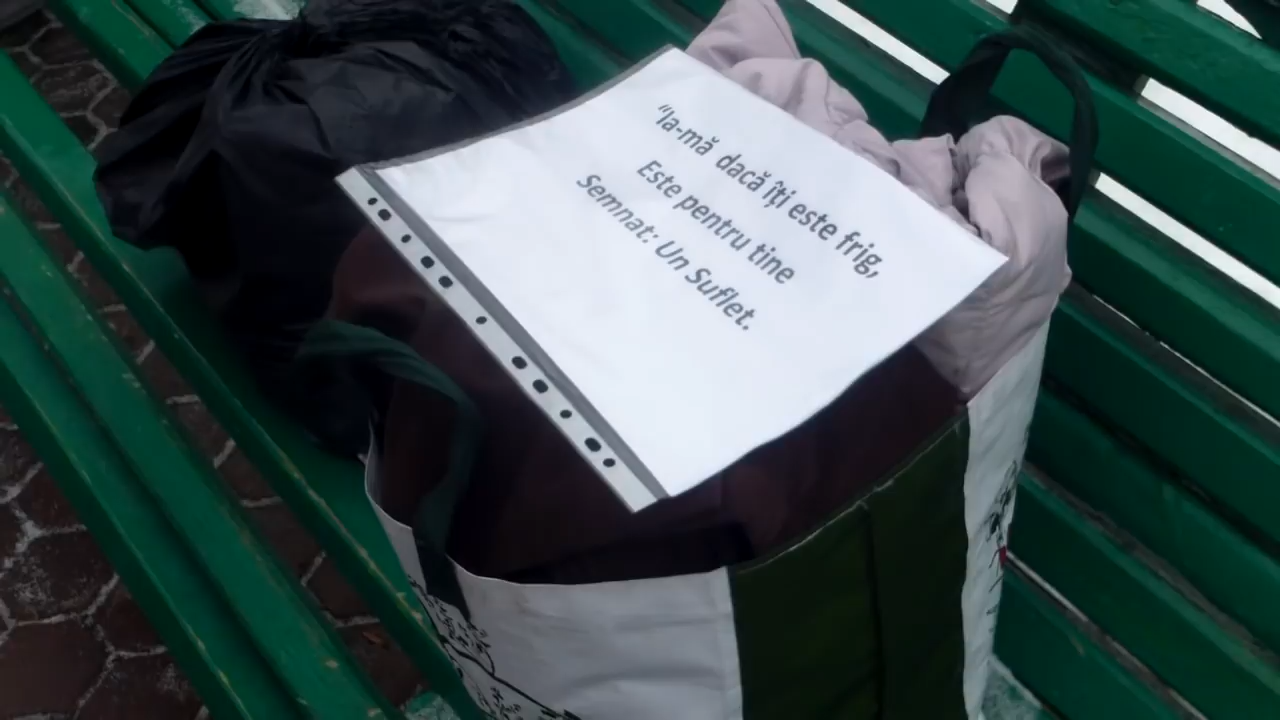 “Ia-mă dacă îți este frig,
Este pentru tine
Semnat: Un Suflet.